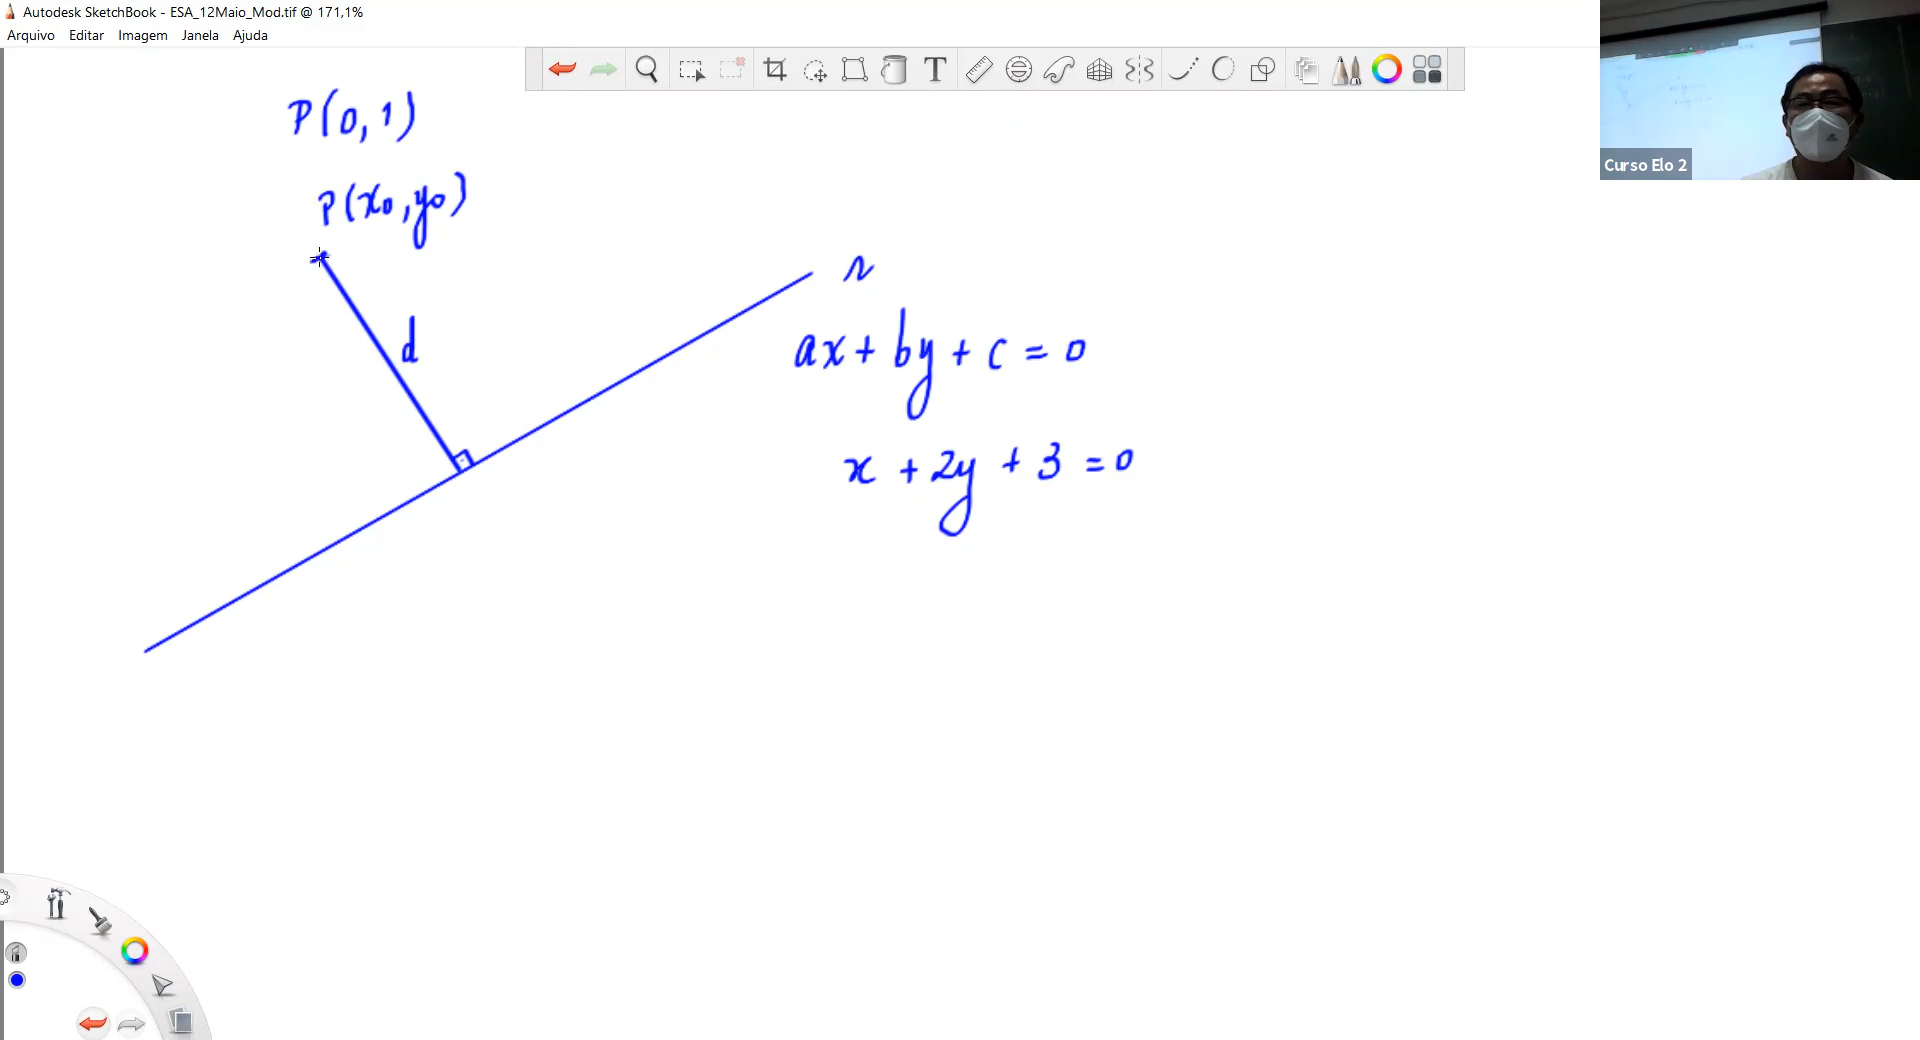 Autodesk SketchBook - ESA_12Maio_Mod.tif @ 171,1%
Arquivo Editar Imagem Janela Ajuda
T
P(0,1)
P(x0,y0)
Curso Elo 2
r
d
ax + by + c = 0
x + 2y + 3 = 0